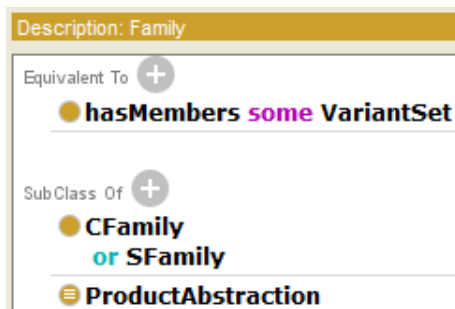 Description: Family
Equivalent To
hasMembers some VariantSet
SubClass Of
CFamily
or SFamily
ProductAbstraction